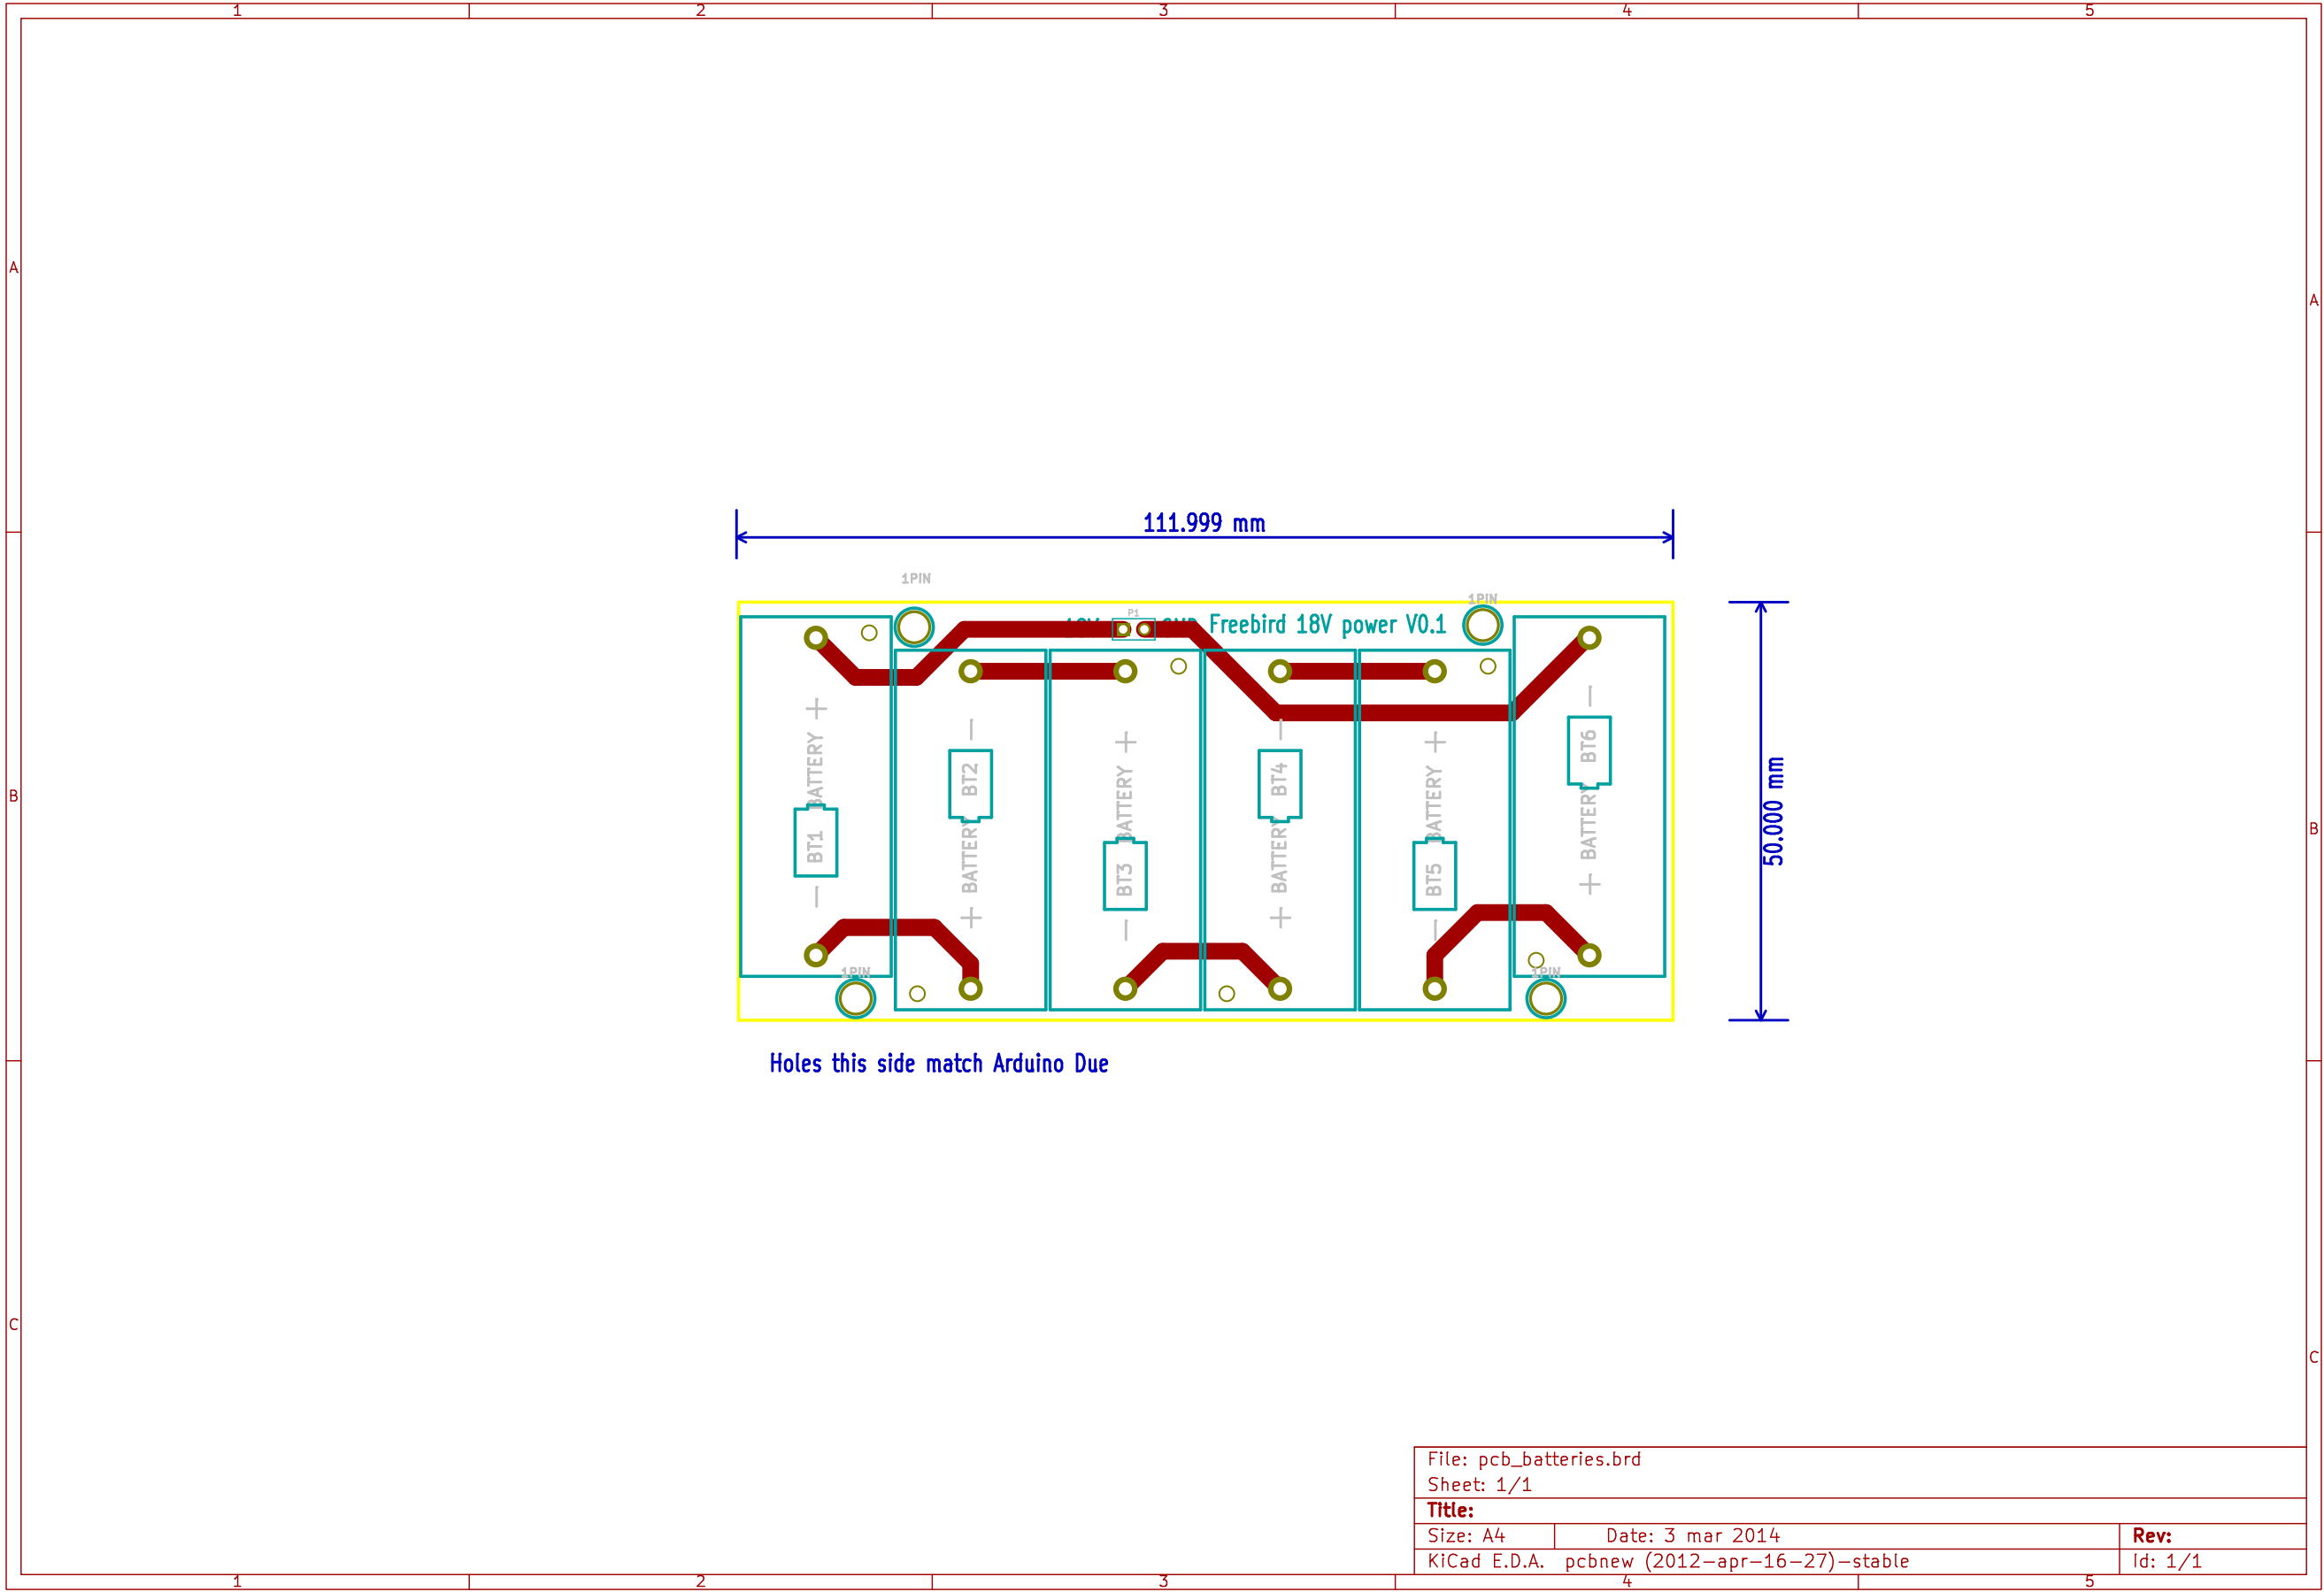 1 2 3 4 5
A
A
111.999 mm
1PIN
1PIN
P1
18V GND
Freebird 18V power V0.1
+ BATTERY BT1 -
- BT2 BATTERY +
+ BATTERY BT3 -
- BT4 BATTERY +
+ BATTERY BT5 -
- BT6 BATTERY +
50.000 mm
B
B
1PIN
1PIN
Holes this side match Arduino Due
C
C
File: pcb_batteries.brd
Sheet: 1/1
Title:
Size: A4 Date: 3 mar 2014 Rev:
KiCad E.D.A. pcbnew (2012-apr-16-27)-stable Id: 1/1
1 2 3 4 5